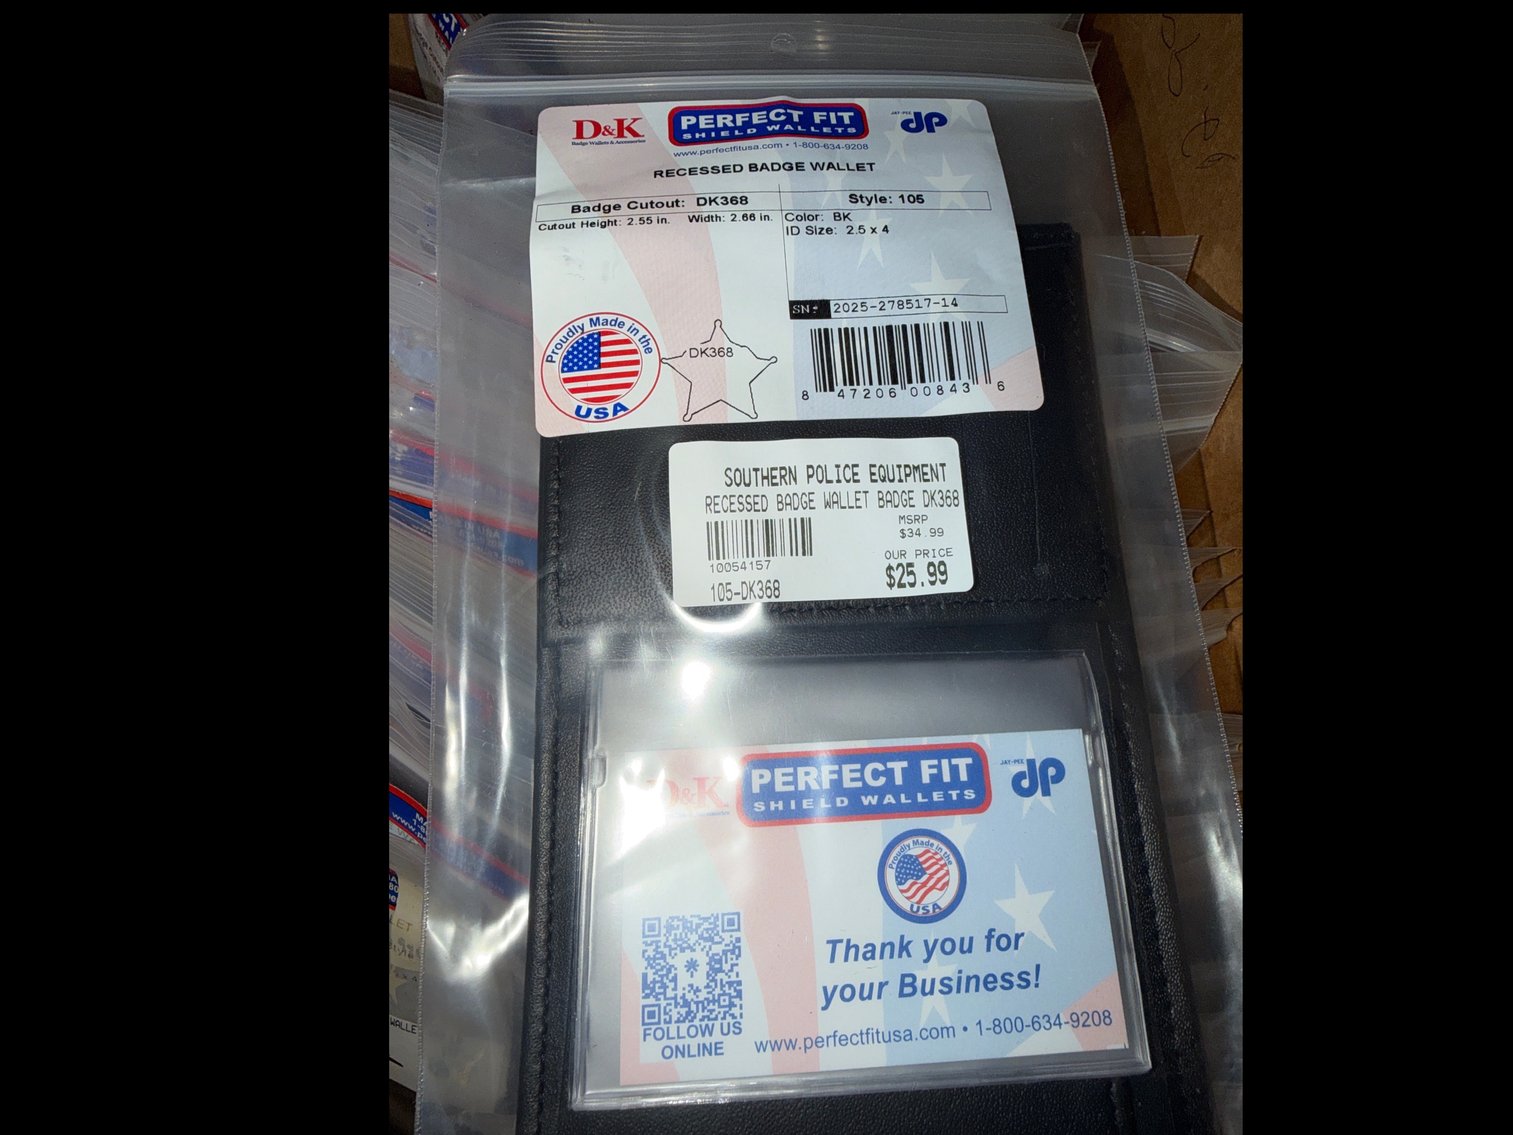 D&K
Badge Wallets & Accessories
PERFECT FIT
SHIELD WALLETS
JAY-PEE
JP
www.perfectfitusa.com • 1-800-634-9208
RECESSED BADGE WALLET
Badge Cutout: DK368
Style: 105
Cutout Height: 2.55 in. Width: 2.66 in.
Color: BK
ID Size: 2.5 x 4
SN: 2025-278517-14
Proudly Made in the
USA
DK368
8 47206 00843 6
SOUTHERN POLICE EQUIPMENT
RECESSED BADGE WALLET BADGE DK368
MSRP
$34.99
10054157
OUR PRICE
$25.99
105-DK368
D&K
PERFECT FIT
SHIELD WALLETS
JAY-PEE
JP
Proudly Made in the
USA
Thank you for
your Business!
FOLLOW US
ONLINE
www.perfectfitusa.com • 1-800-634-9208